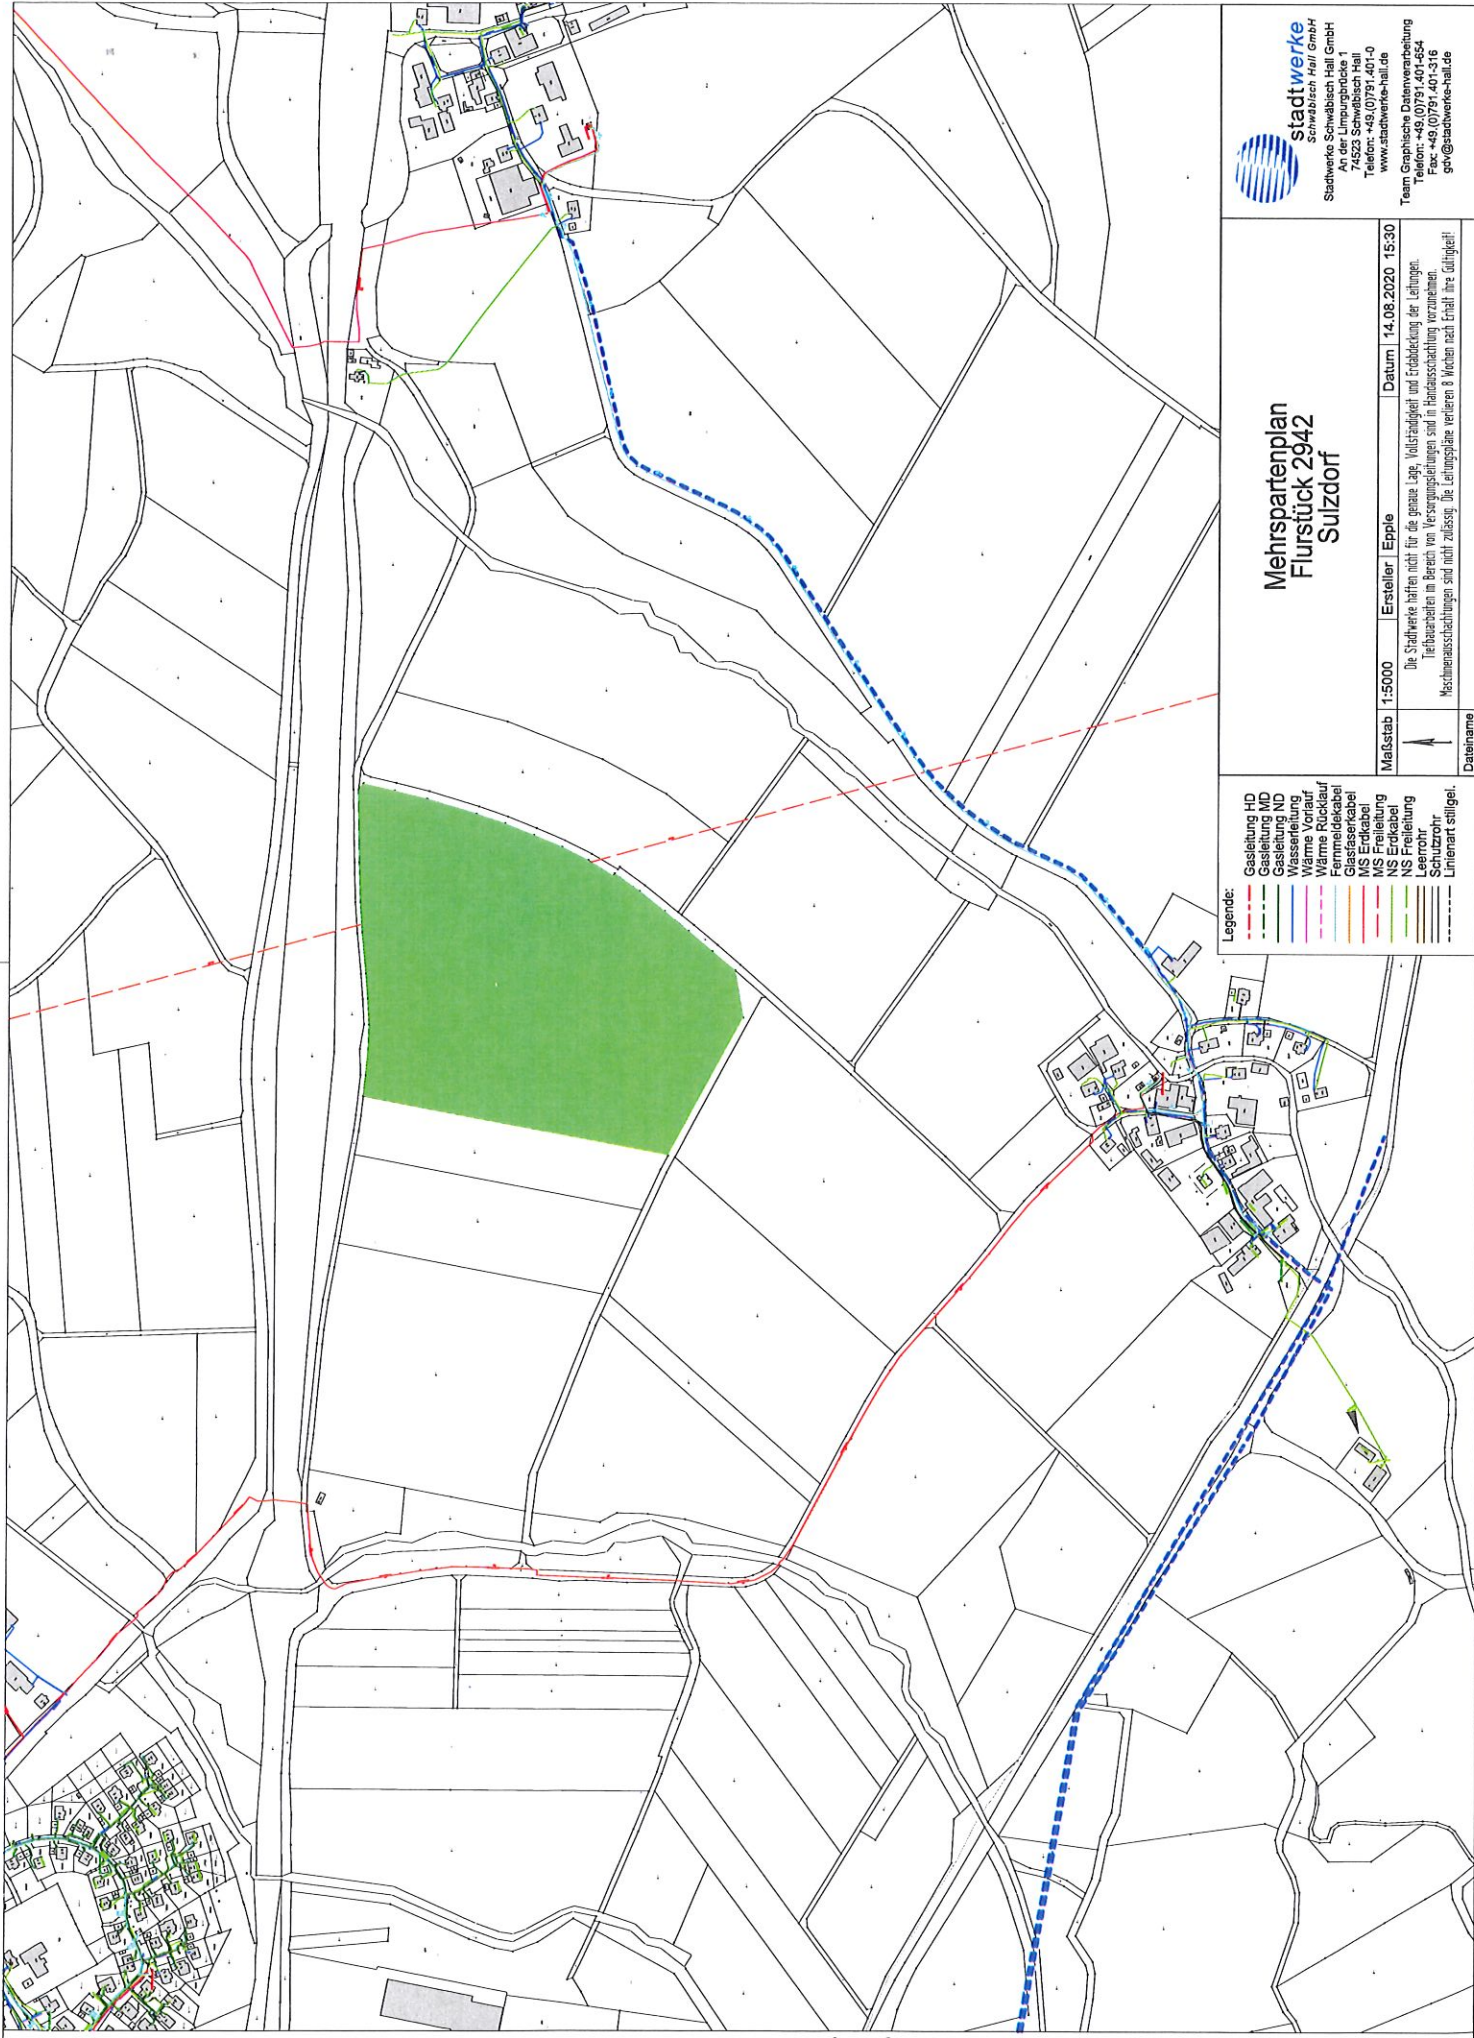 stadtwerke
Schwäbisch Hall GmbH
Stadtwerke Schwäbisch Hall GmbH
An der Limpurgbrücke 1
74523 Schwäbisch Hall
Telefon: +49.(0)791.401-0
www.stadtwerke-hall.de
Team Graphische Datenverarbeitung
Telefon: +49.(0)791.401-654
Fax: +49.(0)791.401-316
gdv@stadtwerke-hall.de
Mehrspartenplan
Flurstück 2942
Sulzdorf
Maßstab 1:5000 Ersteller Epple Datum 14.08.2020 15:30
Die Stadtwerke haften nicht für die genaue Lage, Vollständigkeit und Erdabdeckung der Leitungen.
Tiefbauarbeiten im Bereich von Versorgungsleitungen sind in Handausschachtung vorzunehmen.
Maschinenausschachtungen sind nicht zulässig. Die Leitungspläne verlieren 8 Wochen nach Erhalt ihre Gültigkeit!
Dateiname
Legende:
Gasleitung HD
Gasleitung MD
Gasleitung ND
Wasserleitung
Wärme Vorlauf
Wärme Rücklauf
Fernmeldekabel
Glasfaserkabel
MS Erdkabel
MS Freileitung
NS Erdkabel
NS Freileitung
Leerrohr
Schutzrohr
Linienart stillgel.